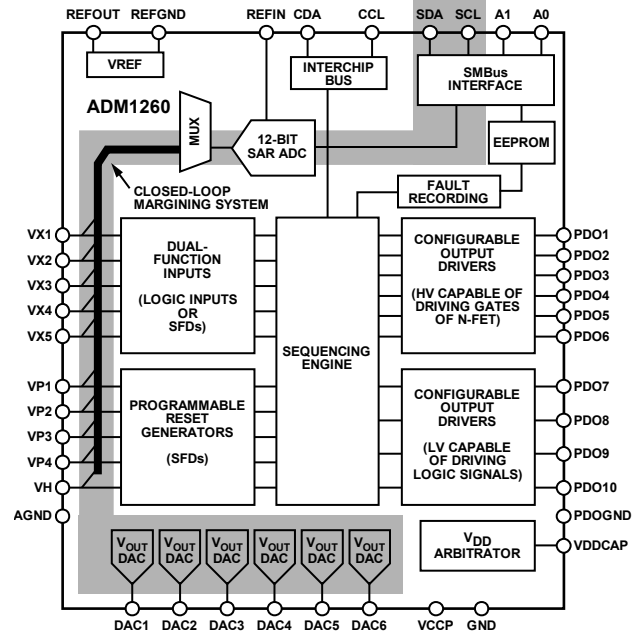 REFOUT REFGND REFIN CDA CCL SDA SCL A1 A0
VREF
INTERCHIP
BUS
SMBus
INTERFACE
ADM1260
MUX
12-BIT
SAR ADC
EEPROM
FAULT
RECORDING
CLOSED-LOOP
MARGINING SYSTEM
VX1
VX2
VX3
VX4
VX5
DUAL-
FUNCTION
INPUTS
(LOGIC INPUTS
OR
SFDs)
SEQUENCING
ENGINE
CONFIGURABLE
OUTPUT
DRIVERS
(HV CAPABLE OF
DRIVING GATES
OF N-FET)
PDO1
PDO2
PDO3
PDO4
PDO5
PDO6
VP1
VP2
VP3
VP4
VH
AGND
PROGRAMMABLE
RESET
GENERATORS
(SFDs)
CONFIGURABLE
OUTPUT
DRIVERS
(LV CAPABLE
OF DRIVING
LOGIC SIGNALS)
PDO7
PDO8
PDO9
PDO10
PDOGND
VDDCAP
VDD
ARBITRATOR
VOUT
DAC
VOUT
DAC
VOUT
DAC
VOUT
DAC
VOUT
DAC
VOUT
DAC
DAC1 DAC2 DAC3 DAC4 DAC5 DAC6 VCCP GND